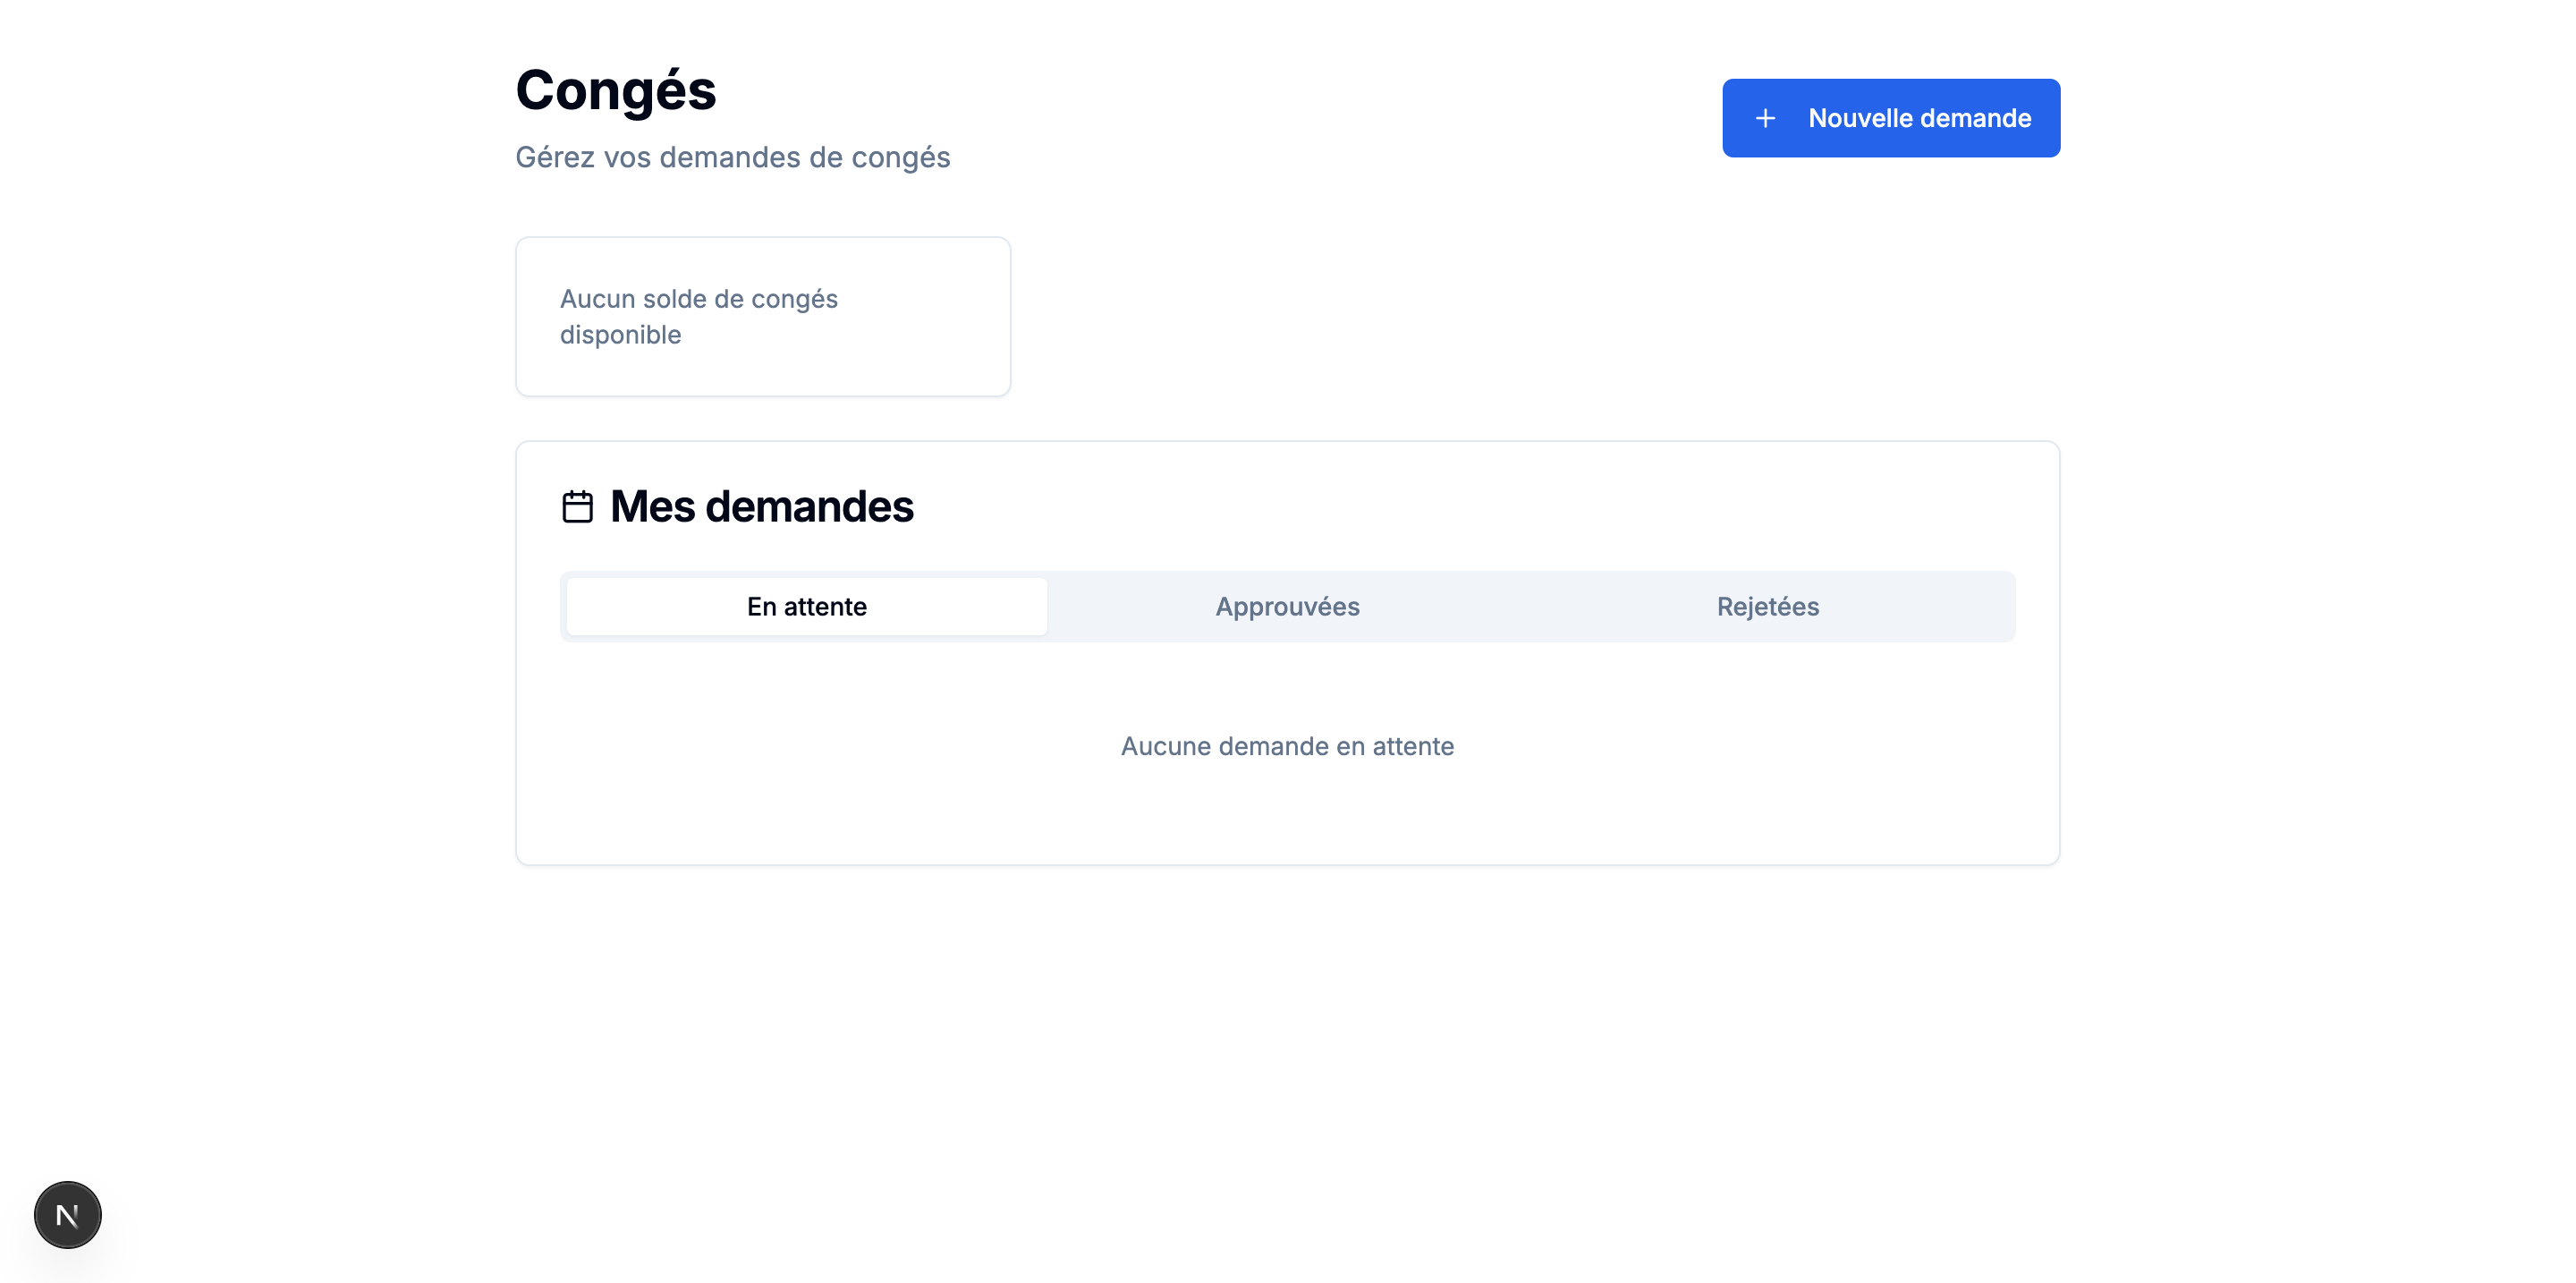 Congés
Gérez vos demandes de congés
Nouvelle demande
Aucun solde de congés
disponible
Mes demandes
En attente
Approuvées
Rejetées
Aucune demande en attente
N